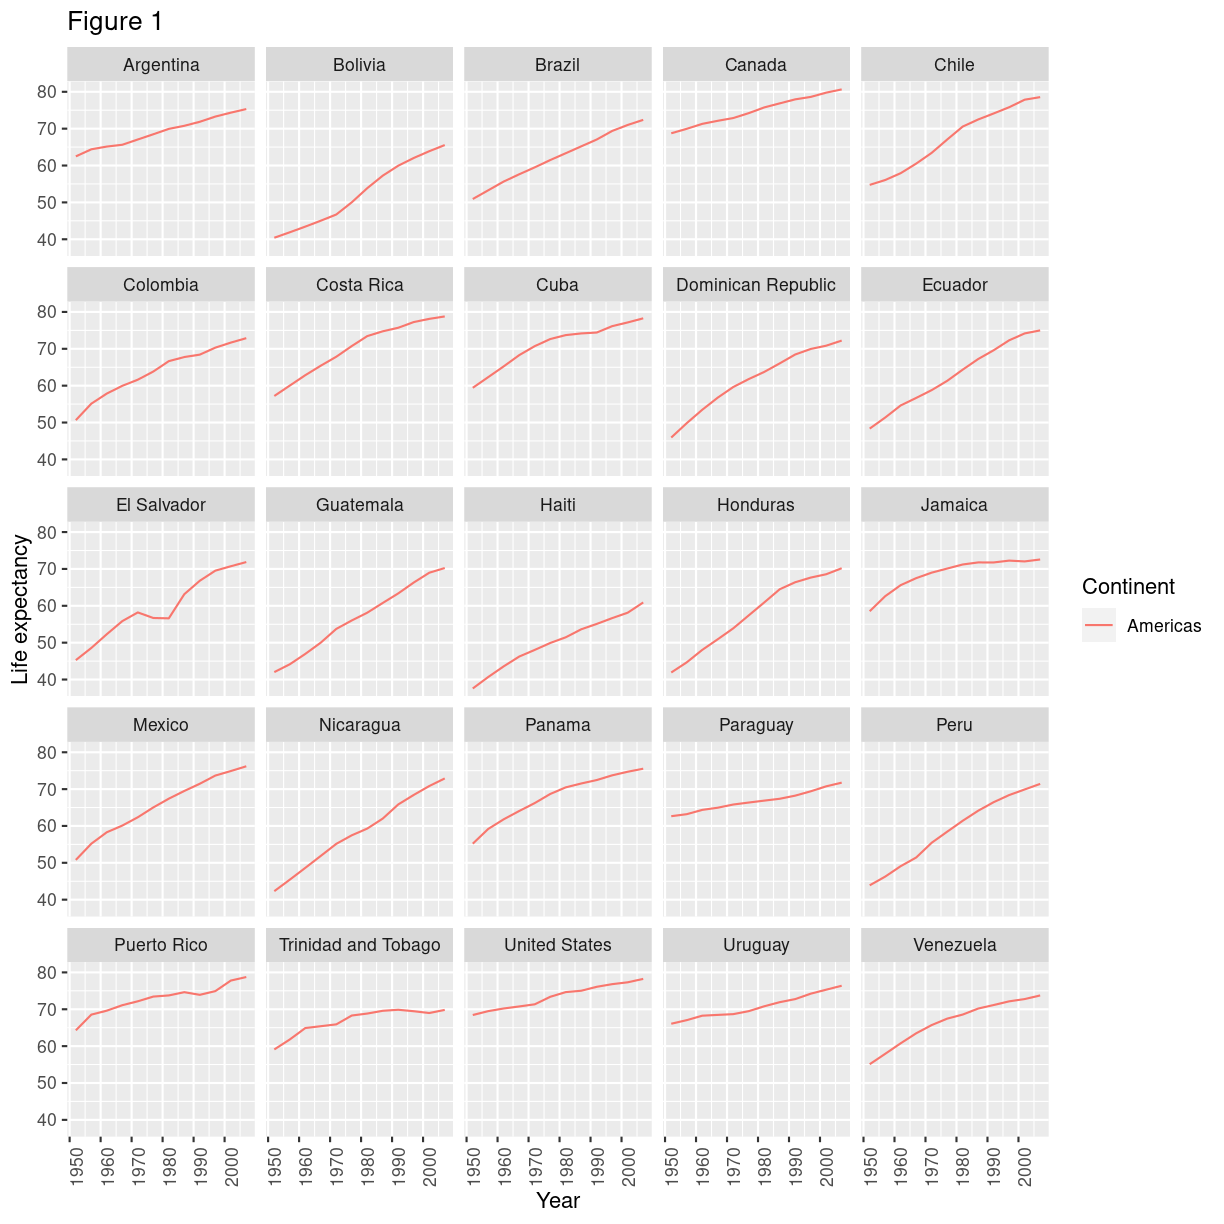 Figure 1
Argentina
Bolivia
Brazil
Canada
Chile
80
70
60
50
40
Colombia
Costa Rica
Cuba
Dominican Republic
Ecuador
80
70
60
50
40
El Salvador
Guatemala
Haiti
Honduras
Jamaica
80
70
60
50
40
Life expectancy
Continent
Americas
Mexico
Nicaragua
Panama
Paraguay
Peru
80
70
60
50
40
Puerto Rico
Trinidad and Tobago
United States
Uruguay
Venezuela
80
70
60
50
40
1950
1960
1970
1980
1990
2000
1950
1960
1970
1980
1990
2000
1950
1960
1970
1980
1990
2000
1950
1960
1970
1980
1990
2000
1950
1960
1970
1980
1990
2000
Year